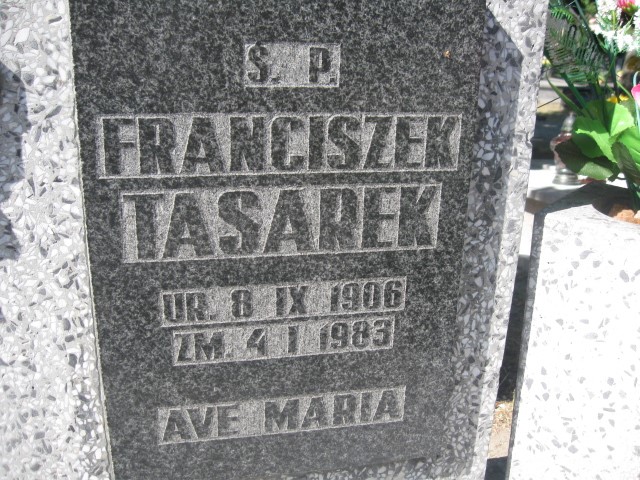 S. P.
FRANCISZEK
TASAREK
UR. 8 IX 1906
ZM. 4 I 1983
AVE MARIA